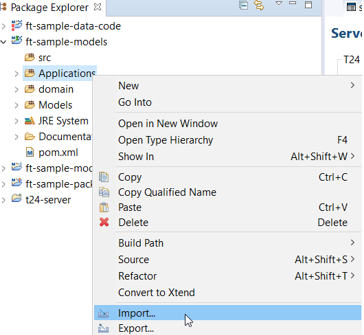 Package Explorer
ft-sample-data-code
ft-sample-models
src
Applications
domain
Models
JRE System
Documenta
pom.xml
ft-sample-mod
ft-sample-pack
t24-server
Serve
T24
New
Go Into
Open in New Window
Open Type Hierarchy F4
Show In Alt+Shift+W
Copy Ctrl+C
Copy Qualified Name
Paste Ctrl+V
Delete Delete
Build Path
Source Alt+Shift+S
Refactor Alt+Shift+T
Convert to Xtend
Import...
Export...